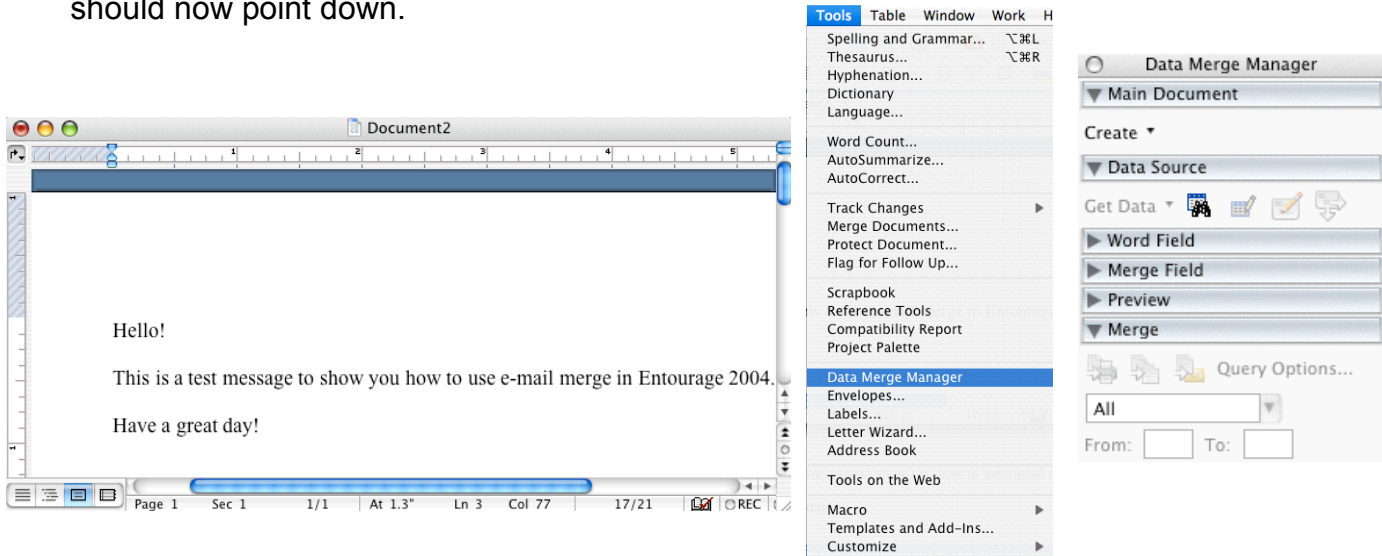 should now point down.
Document2
1 2 3 4 5
Hello!
This is a test message to show you how to use e-mail merge in Entourage 2004.
Have a great day!
Page 1 Sec 1 1/1 At 1.3" Ln 3 Col 77 17/21 REC
Tools Table Window Work H
Spelling and Grammar... ⌥⌘L
Thesaurus... ⌥⌘R
Hyphenation...
Dictionary
Language...
Word Count...
AutoSummarize...
AutoCorrect...
Track Changes
Merge Documents...
Protect Document...
Flag for Follow Up...
Scrapbook
Reference Tools
Compatibility Report
Project Palette
Data Merge Manager
Envelopes...
Labels...
Letter Wizard...
Address Book
Tools on the Web
Macro
Templates and Add-Ins...
Customize
Data Merge Manager
Main Document
Create
Data Source
Get Data
Word Field
Merge Field
Preview
Merge
Query Options...
All
From: To: